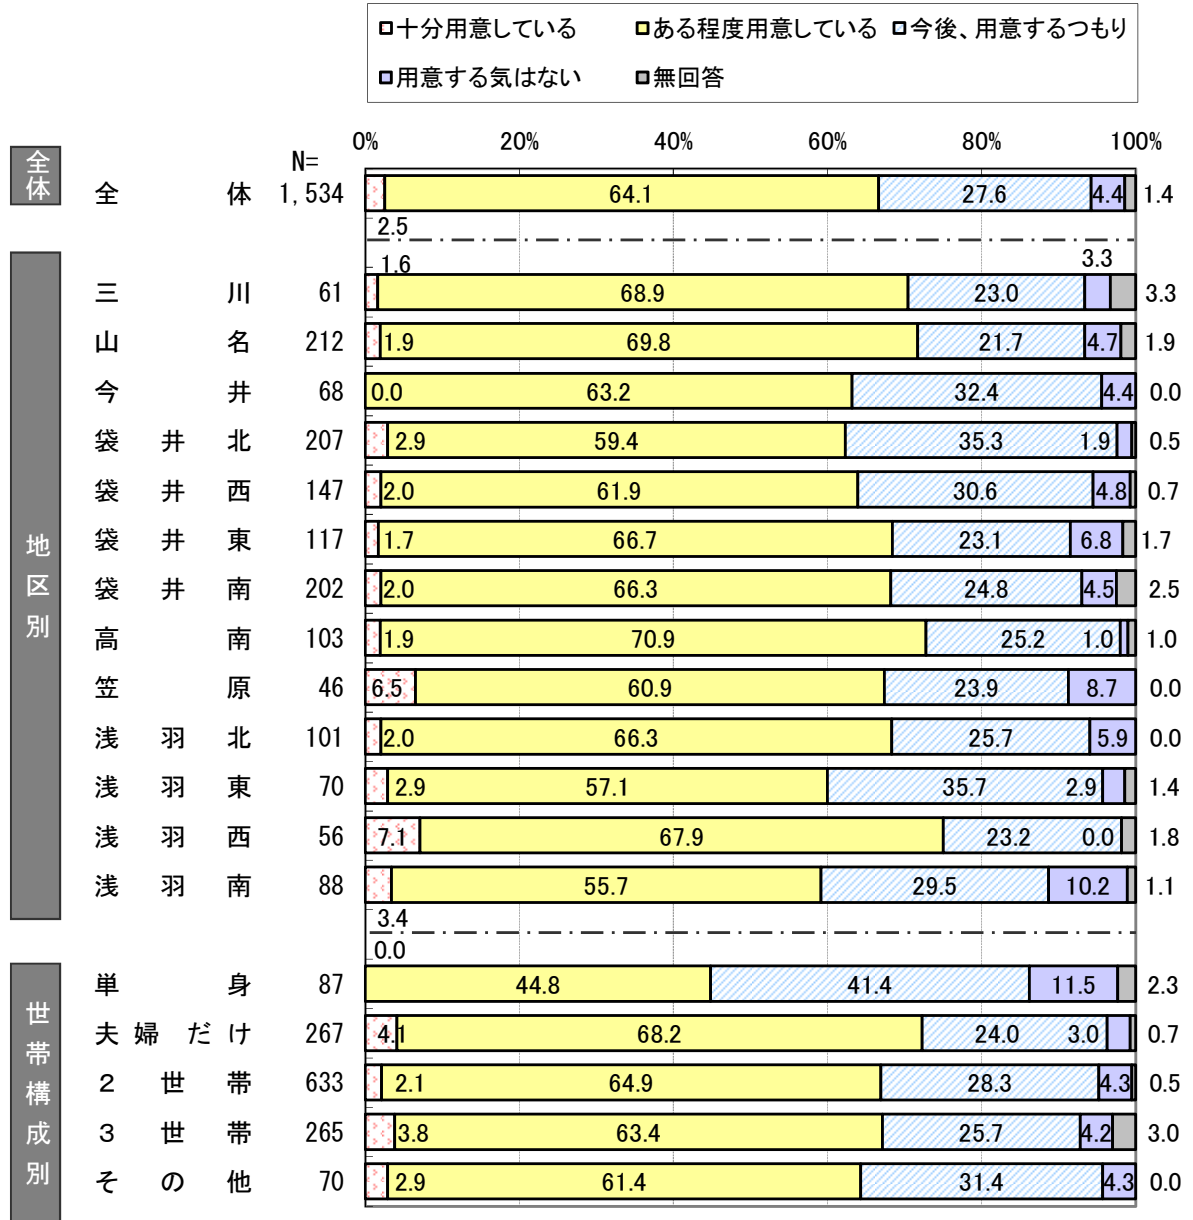 十分用意している ある程度用意している 今後、用意するつもり
用意する気はない 無回答
0% 20% 40% 60% 80% 100%
N=
全体
全体 1,534 64.1 27.6 4.4 1.4
2.5
1.6 3.3
地区別
三川 61 68.9 23.0 3.3
山名 212 1.9 69.8 21.7 4.7 1.9
今井 68 0.0 63.2 32.4 4.4 0.0
袋井北 207 2.9 59.4 35.3 1.9 0.5
袋井西 147 2.0 61.9 30.6 4.8 0.7
袋井東 117 1.7 66.7 23.1 6.8 1.7
袋井南 202 2.0 66.3 24.8 4.5 2.5
高南 103 1.9 70.9 25.2 1.0 1.0
笠原 46 6.5 60.9 23.9 8.7 0.0
浅羽北 101 2.0 66.3 25.7 5.9 0.0
浅羽東 70 2.9 57.1 35.7 2.9 1.4
浅羽西 56 7.1 67.9 23.2 0.0 1.8
浅羽南 88 55.7 29.5 10.2 1.1
3.4
0.0
世帯構成別
単身 87 44.8 41.4 11.5 2.3
夫婦だけ 267 4.1 68.2 24.0 3.0 0.7
２世帯 633 2.1 64.9 28.3 4.3 0.5
３世帯 265 3.8 63.4 25.7 4.2 3.0
その他 70 2.9 61.4 31.4 4.3 0.0